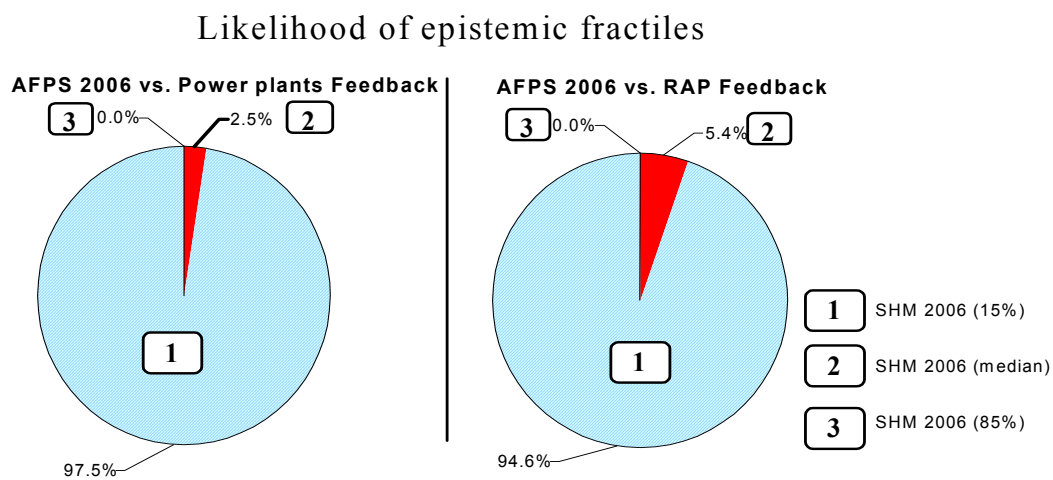 Likelihood of epistemic fractiles
AFPS 2006 vs. Power plants Feedback
3 0.0% 2.5% 2
1
97.5%
AFPS 2006 vs. RAP Feedback
3 0.0% 5.4% 2
1
94.6%
1 SHM 2006 (15%)
2 SHM 2006 (median)
3 SHM 2006 (85%)